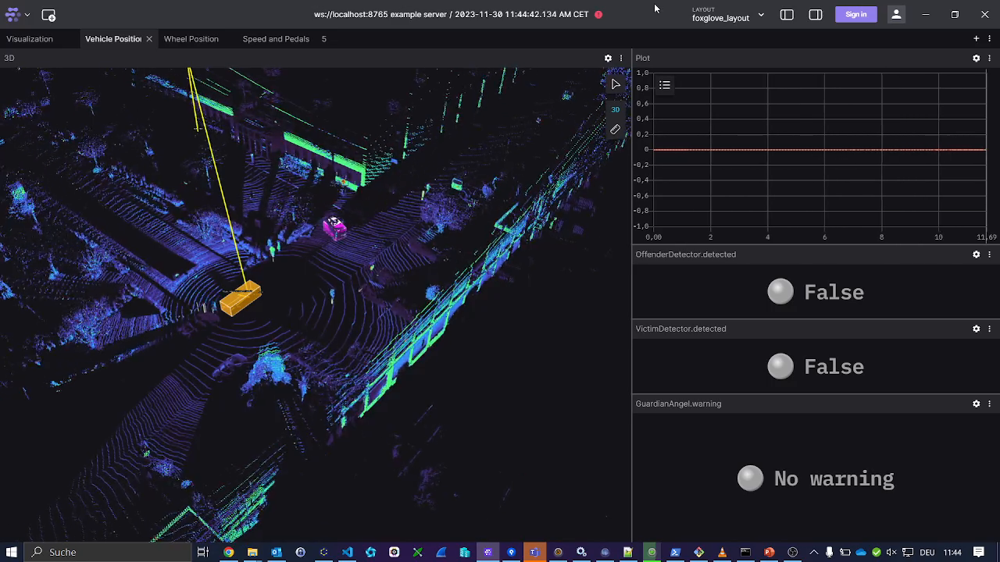 ws://localhost:8765 example server / 2023-11-30 11:44:42.134 AM CET
LAYOUT
foxglove_layout
Sign in
Visualization
Vehicle Position
Wheel Position
Speed and Pedals
5
3D
Plot
3D
1,0
0,8
0,6
0,4
0,2
0
-0,2
-0,4
-0,6
-0,8
-1,0
0,00
2
4
6
8
10
11,69
OffenderDetector.detected
False
VictimDetector.detected
False
GuardianAngel.warning
No warning
Suche
DEU
11:44